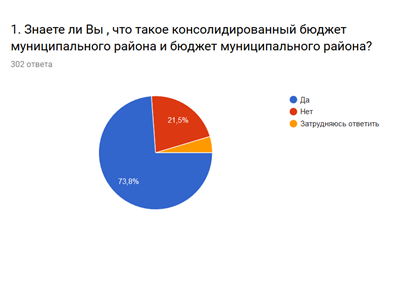 1. Знаете ли Вы , что такое консолидированный бюджет
муниципального района и бюджет муниципального района?
302 ответа
Да
Нет
Затрудняюсь ответить
21,5%
73,8%